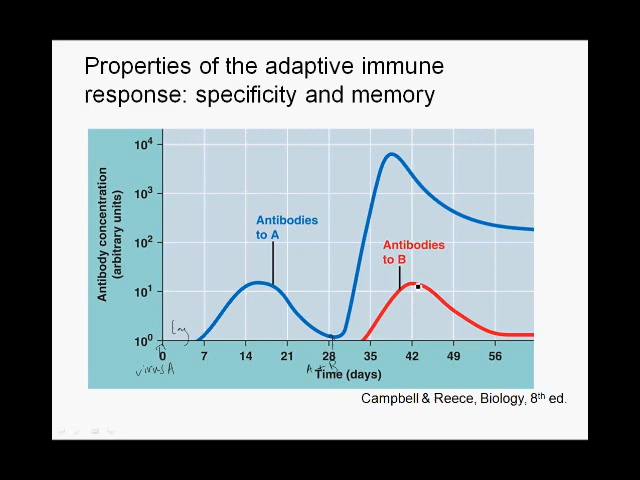 Properties of the adaptive immune
response: specificity and memory
Antibody concentration
(arbitrary units)
10⁴
10³
10²
10¹
10⁰
Antibodies
to A
Antibodies
to B
Lag
0 7 14 21 28 35 42 49 56
virus A
A + B
Time (days)
Campbell & Reece, Biology, 8th ed.